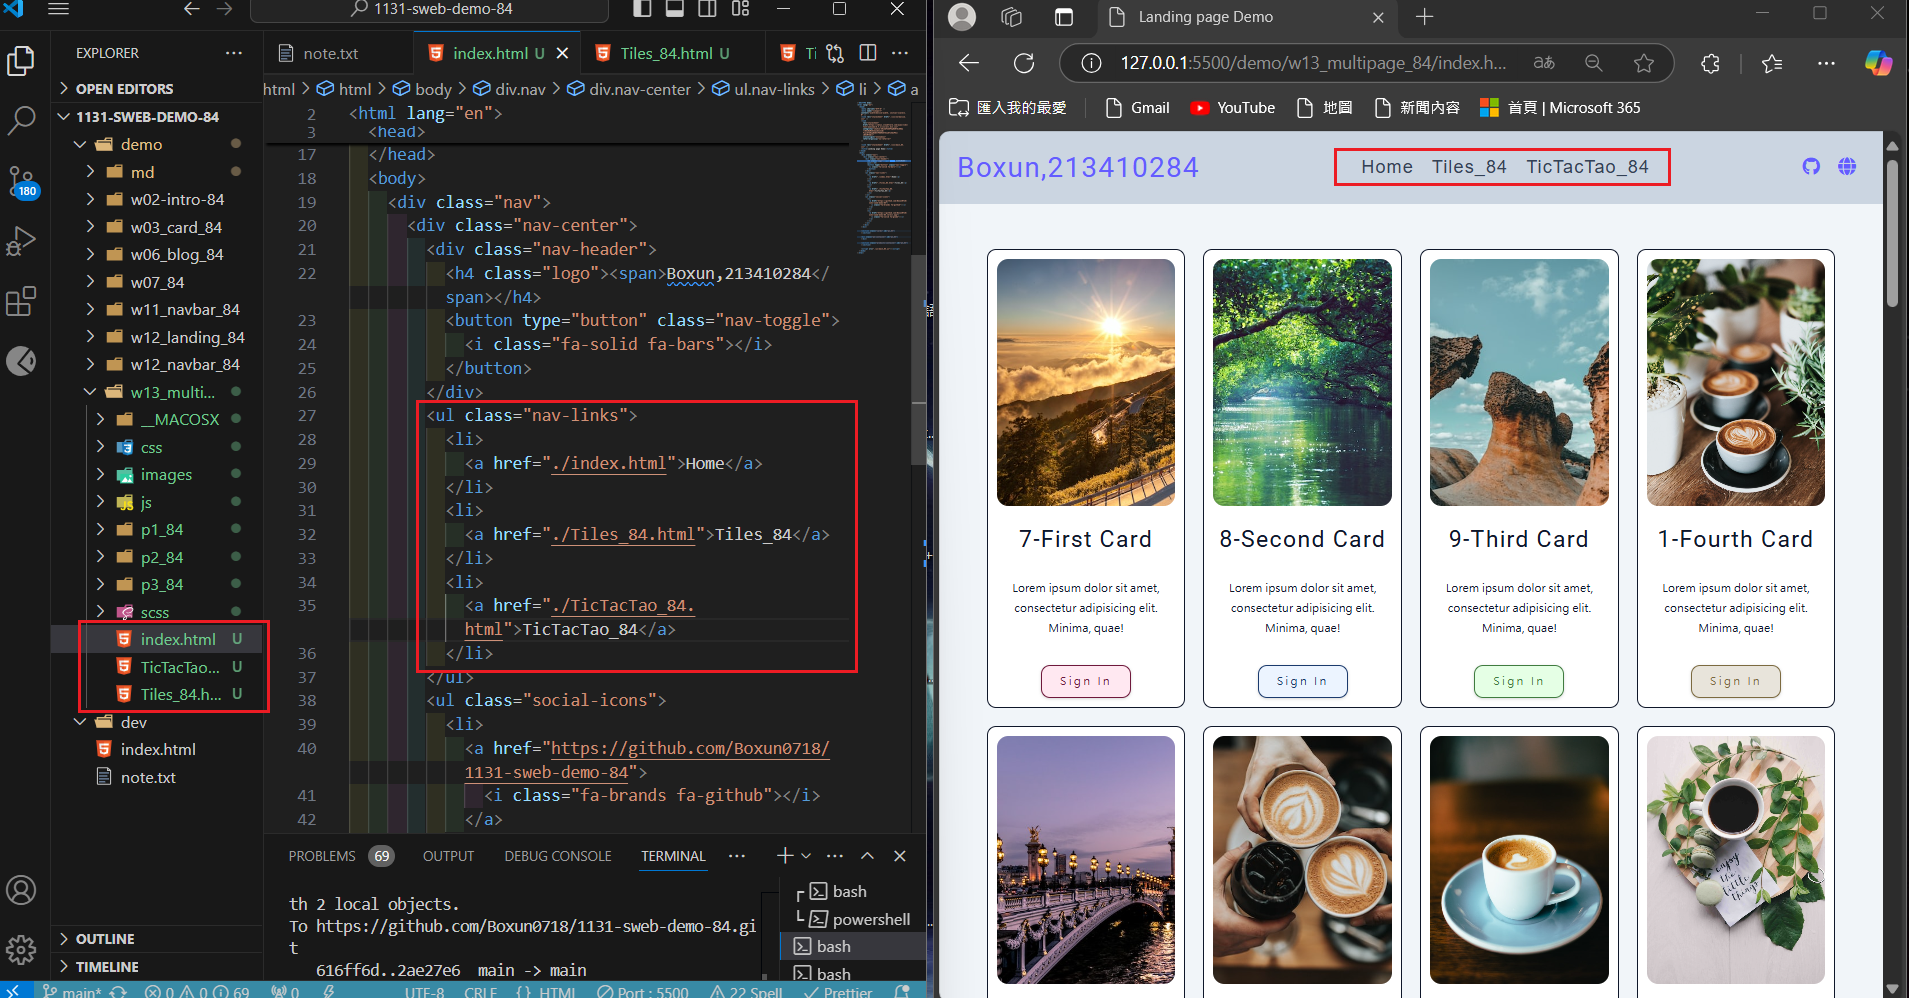 1131-sweb-demo-84
EXPLORER
OPEN EDITORS
1131-SWEB-DEMO-84
demo
md
w02-intro-84
w03_card_84
w06_blog_84
w07_84
w11_navbar_84
w12_landing_84
w12_navbar_84
w13_multi...
__MACOSX
css
images
js
p1_84
p2_84
p3_84
scss
index.html U
TicTacTao... U
Tiles_84.h... U
dev
index.html
note.txt
OUTLINE
TIMELINE
180
note.txt
index.html U
Tiles_84.html U
Ti
html > html > body > div.nav > div.nav-center > ul.nav-links > li > a
2 <html lang="en">
3 <head>
17 </head>
18 <body>
19 <div class="nav">
20 <div class="nav-center">
21 <div class="nav-header">
22 <h4 class="logo"><span>Boxun,213410284</
span></h4>
23 <button type="button" class="nav-toggle">
24 <i class="fa-solid fa-bars"></i>
25 </button>
26 </div>
27 <ul class="nav-links">
28 <li>
29 <a href="./index.html">Home</a>
30 </li>
31 <li>
32 <a href="./Tiles_84.html">Tiles_84</a>
33 </li>
34 <li>
35 <a href="./TicTacTao_84.
html">TicTacTao_84</a>
36 </li>
37 </ul>
38 <ul class="social-icons">
39 <li>
40 <a href="https://github.com/Boxun0718/
1131-sweb-demo-84">
41 <i class="fa-brands fa-github"></i>
42 </a>
PROBLEMS 69 OUTPUT DEBUG CONSOLE TERMINAL
th 2 local objects.
To https://github.com/Boxun0718/1131-sweb-demo-84.gi
t
616ff6d..2ae27e6 main -> main
bash
powershell
bash
bash
main* 0 0 69 0 UTF-8 CRLF {} HTML Port : 5500 22 Spell Prettier
Landing page Demo
127.0.0.1:5500/demo/w13_multipage_84/index.h...
匯入我的最愛 Gmail YouTube 地圖 新聞內容 首頁 | Microsoft 365
Boxun,213410284
Home Tiles_84 TicTacTao_84
7-First Card
Lorem ipsum dolor sit amet,
consectetur adipisicing elit.
Minima, quae!
Sign In
8-Second Card
Lorem ipsum dolor sit amet,
consectetur adipisicing elit.
Minima, quae!
Sign In
9-Third Card
Lorem ipsum dolor sit amet,
consectetur adipisicing elit.
Minima, quae!
Sign In
1-Fourth Card
Lorem ipsum dolor sit amet,
consectetur adipisicing elit.
Minima, quae!
Sign In
enjoy
the
little
things